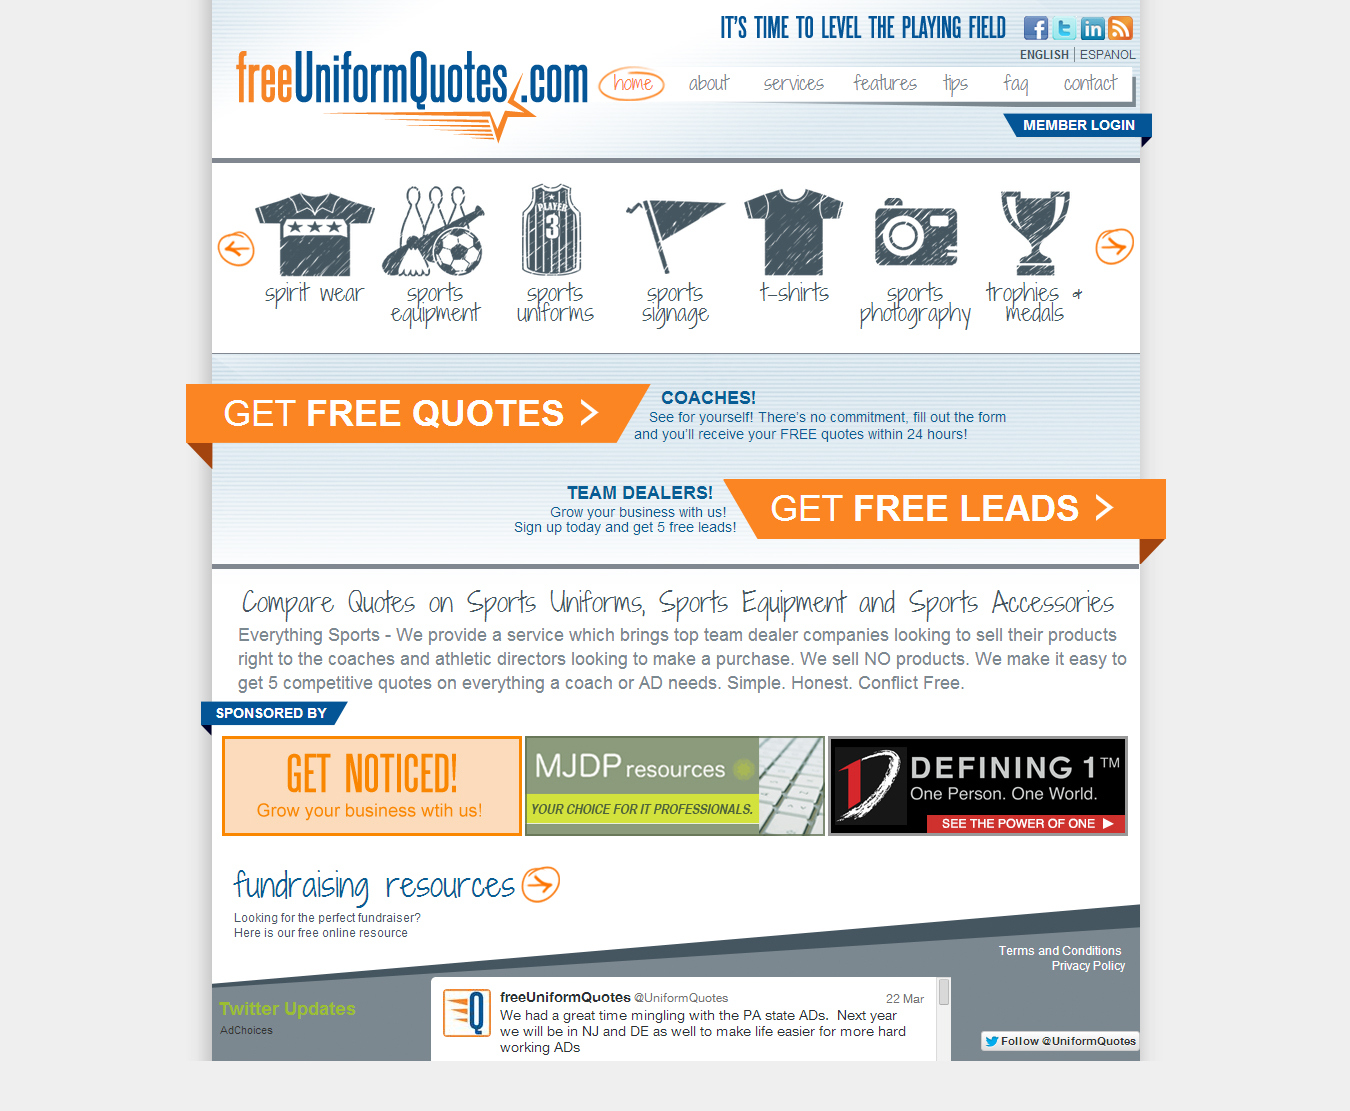 IT'S TIME TO LEVEL THE PLAYING FIELD
ENGLISH | ESPANOL
freeUniformQuotes.com
home about services features tips faq contact
MEMBER LOGIN
PLAYER
3
spirit wear
sports
equipment
sports
uniforms
sports
signage
t-shirts
sports
photography
trophies &
medals
GET FREE QUOTES >
COACHES!
See for yourself! There's no commitment, fill out the form
and you'll receive your FREE quotes within 24 hours!
TEAM DEALERS!
Grow your business with us!
Sign up today and get 5 free leads!
GET FREE LEADS >
Compare Quotes on Sports Uniforms, Sports Equipment and Sports Accessories
Everything Sports - We provide a service which brings top team dealer companies looking to sell their products
right to the coaches and athletic directors looking to make a purchase. We sell NO products. We make it easy to
get 5 competitive quotes on everything a coach or AD needs. Simple. Honest. Conflict Free.
SPONSORED BY
GET NOTICED!
Grow your business wtih us!
MJDP resources
YOUR CHOICE FOR IT PROFESSIONALS.
1D
DEFINING 1™
One Person. One World.
SEE THE POWER OF ONE
fundraising resources
Looking for the perfect fundraiser?
Here is our free online resource
Terms and Conditions
Privacy Policy
Twitter Updates
AdChoices
Q
freeUniformQuotes @UniformQuotes 22 Mar
We had a great time mingling with the PA state ADs. Next year
we will be in NJ and DE as well to make life easier for more hard
working ADs
Follow @UniformQuotes